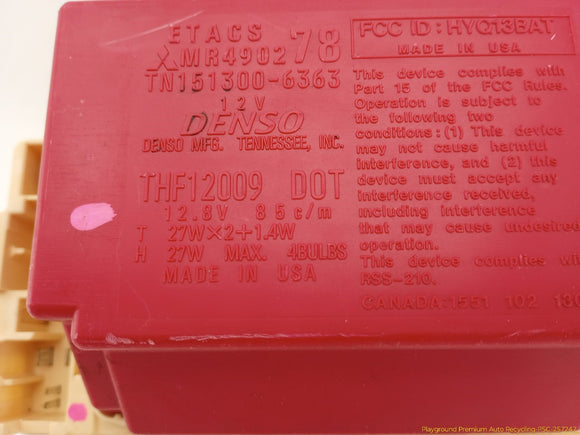 ETACS
MR490278
TN151300-6363
12V
DENSO
DENSO MFG. TENNESSEE, INC.
THF12009 DOT
12.8V 85c/m
T 27W×2+1.4W
H 27W MAX. 4BULBS
MADE IN USA
FCC ID: HYQ13BAT
MADE IN USA
This device complies with
Part 15 of the FCC Rules.
Operation is subject to
the following two
conditions: (1) This device
may not cause harmful
interference, and (2) this
device must accept any
interference received,
including interference
that may cause undesired
operation.
This device complies with
RSS-210.
CANADA:1551 102 13
Playground Premium Auto Recycling-PSC-257247